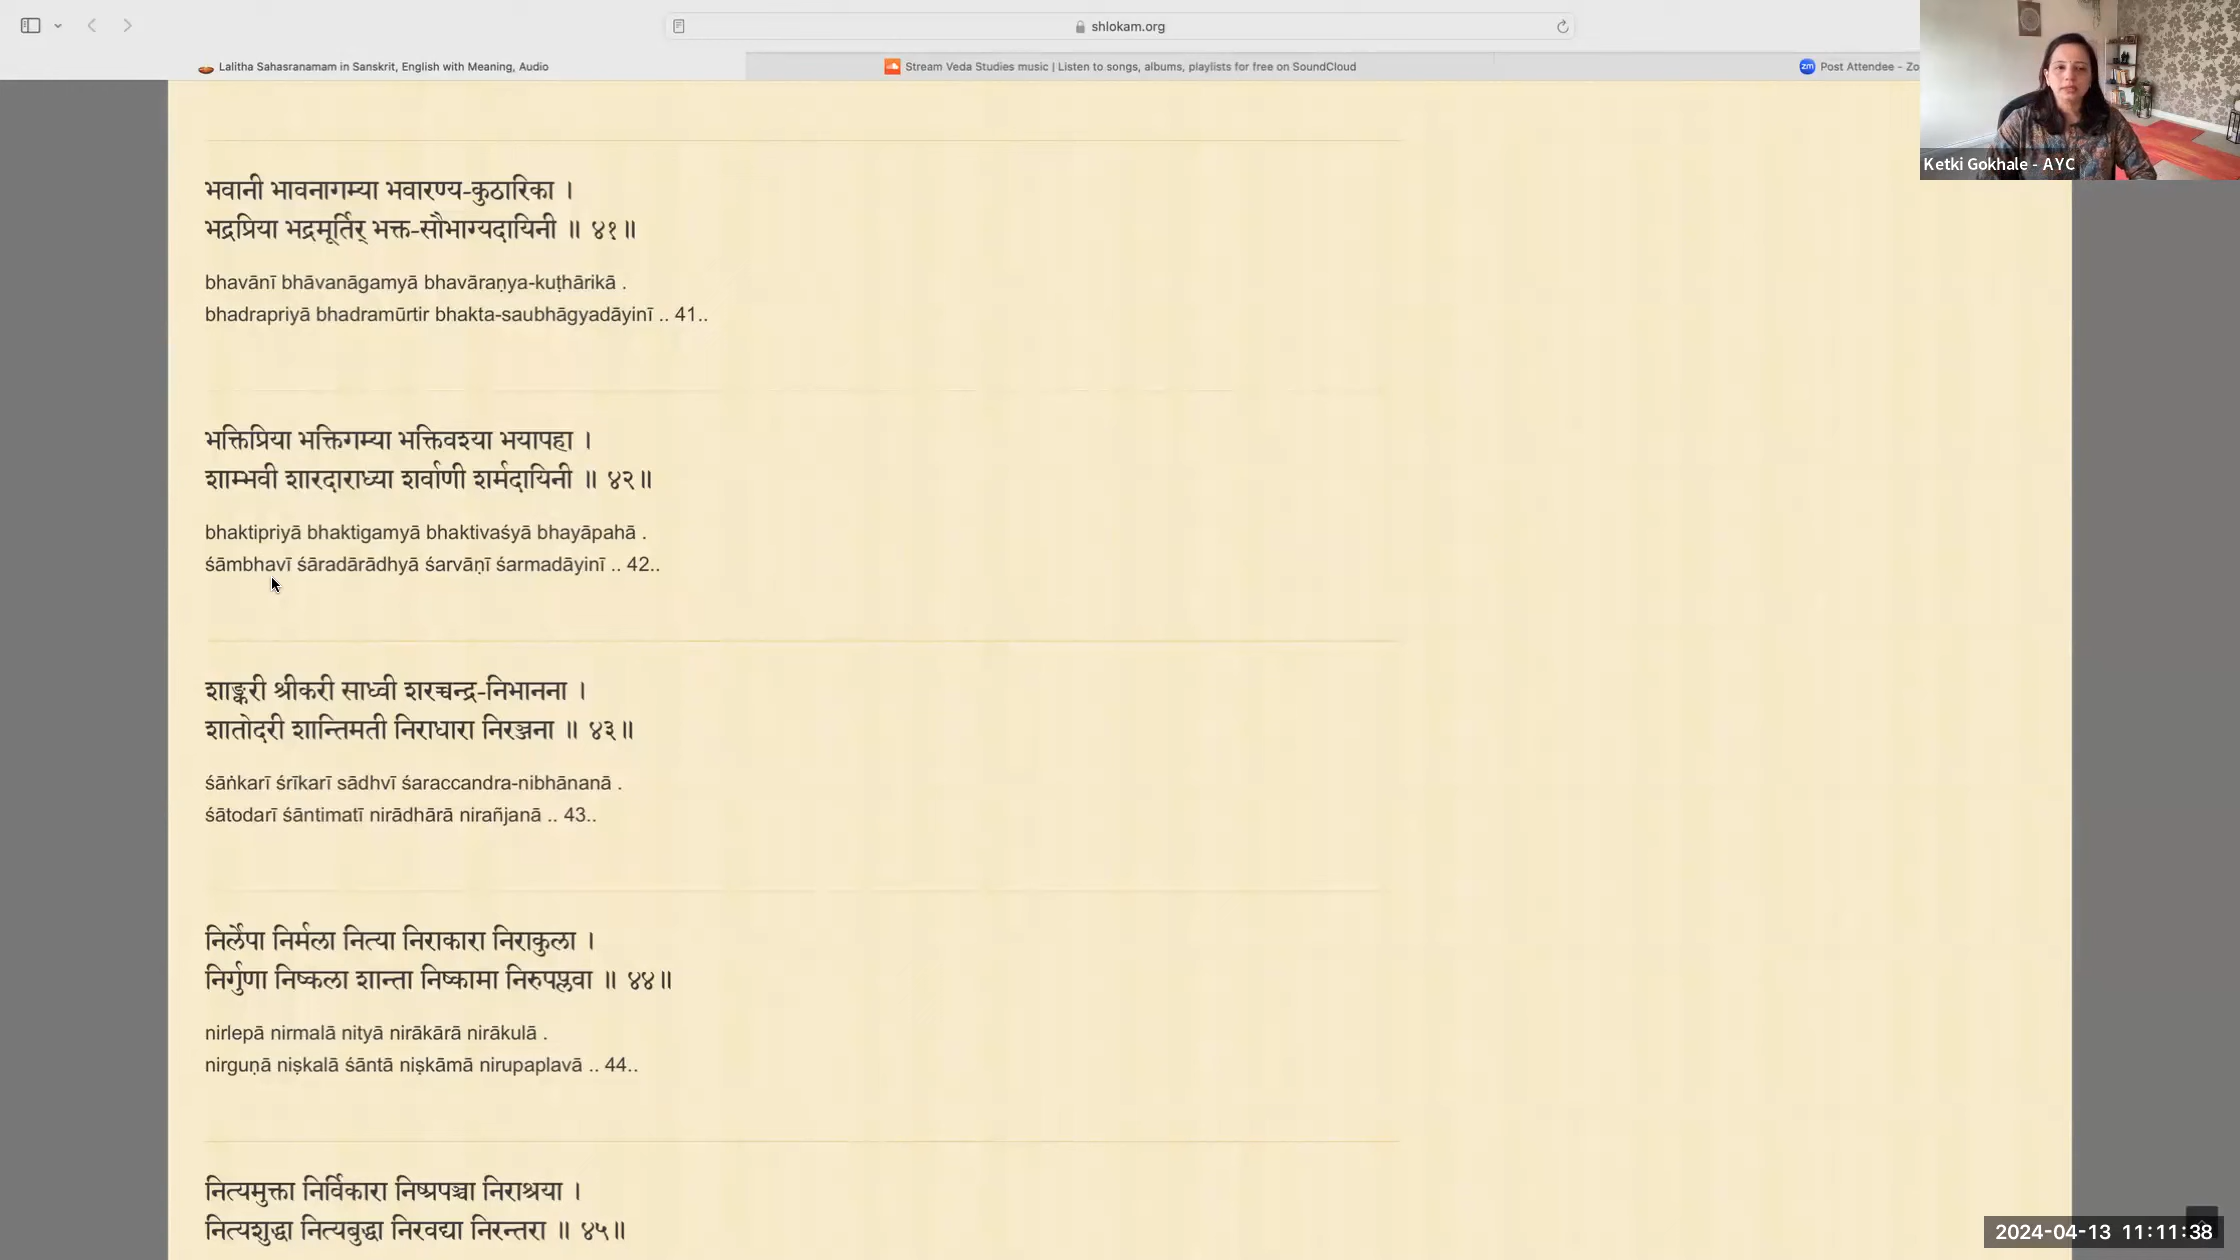 shlokam.org
Lalitha Sahasranamam in Sanskrit, English with Meaning, Audio
Stream Veda Studies music | Listen to songs, albums, playlists for free on SoundCloud
zm
Post Attendee - Zo
Ketki Gokhale - AYC
भवानी भावनागम्या भवारण्य-कुठारिका ।
भद्रप्रिया भद्रमूर्तिर् भक्त-सौभाग्यदायिनी ॥ ४१॥
bhavānī bhāvanāgamyā bhavāraṇya-kuṭhārikā .
bhadrapriyā bhadramūrtir bhakta-saubhāgyadāyinī .. 41..
भक्तिप्रिया भक्तिगम्या भक्तिवश्या भयापहा ।
शाम्भवी शारदाराध्या शर्वाणी शर्मदायिनी ॥ ४२॥
bhaktipriyā bhaktigamyā bhaktivaśyā bhayāpahā .
śāmbhavī śāradārādhyā śarvāṇī śarmadāyinī .. 42..
शाङ्करी श्रीकरी साध्वी शरच्चन्द्र-निभानना ।
शातोदरी शान्तिमती निराधारा निरञ्जना ॥ ४३॥
śāṅkarī śrīkarī sādhvī śaraccandra-nibhānanā .
śātodarī śāntimatī nirādhārā nirañjanā .. 43..
निर्लेपा निर्मला नित्या निराकारा निराकुला ।
निर्गुणा निष्कला शान्ता निष्कामा निरुपप्लवा ॥ ४४॥
nirlepā nirmalā nityā nirākārā nirākulā .
nirguṇā niṣkalā śāntā niṣkāmā nirupaplavā .. 44..
नित्यमुक्ता निर्विकारा निष्प्रपञ्चा निराश्रया ।
नित्यशुद्धा नित्यबुद्धा निरवद्या निरन्तरा ॥ ४५॥
2024-04-13 11:11:38